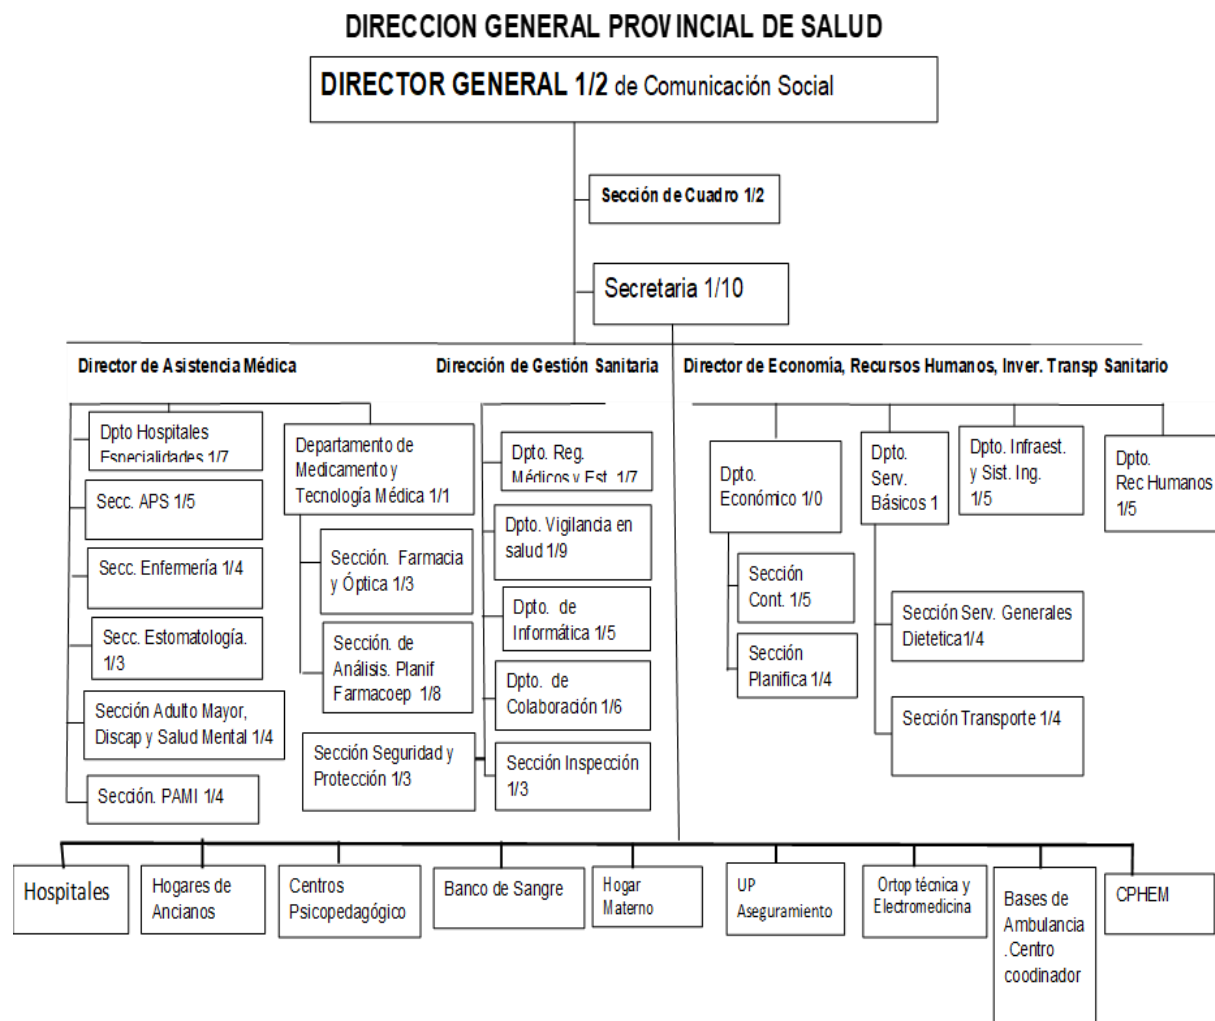 DIRECCION GENERAL PROVINCIAL DE SALUD
DIRECTOR GENERAL 1/2 de Comunicación Social
Sección de Cuadro 1/2
Secretaria 1/10
Director de Asistencia Médica
Dirección de Gestión Sanitaria
Director de Economía, Recursos Humanos, Inver. Transp Sanitario
Dpto Hospitales
Especialidades 1/7
Secc. APS 1/5
Secc. Enfermería 1/4
Secc. Estomatología.
1/3
Sección Adulto Mayor,
Discap y Salud Mental 1/4
Sección. PAMI 1/4
Departamento de
Medicamento y
Tecnología Médica 1/1
Sección. Farmacia
y Óptica 1/3
Sección. de
Análisis. Planif
Farmacoep 1/8
Sección Seguridad y
Protección 1/3
Dpto. Reg.
Médicos y Est. 1/7
Dpto. Vigilancia en
salud 1/9
Dpto. de
Informática 1/5
Dpto. de
Colaboración 1/6
Sección Inspección
1/3
Dpto.
Económico 1/0
Sección
Cont. 1/5
Sección
Planifica 1/4
Dpto.
Serv.
Básicos 1
Sección Serv. Generales
Dietetica1/4
Sección Transporte 1/4
Dpto. Infraest.
y Sist. Ing.
1/5
Dpto.
Rec Humanos
1/5
Hospitales
Hogares de
Ancianos
Centros
Psicopedagógico
Banco de Sangre
Hogar
Materno
UP
Aseguramiento
Ortop técnica y
Electromedicina
Bases de
Ambulancia
.Centro
coodinador
CPHEM